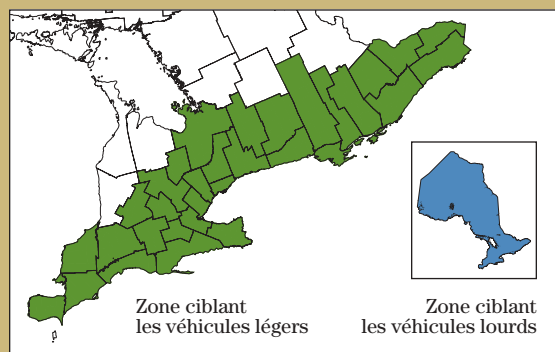 Zone ciblant
les véhicules légers
Zone ciblant
les véhicules lourds